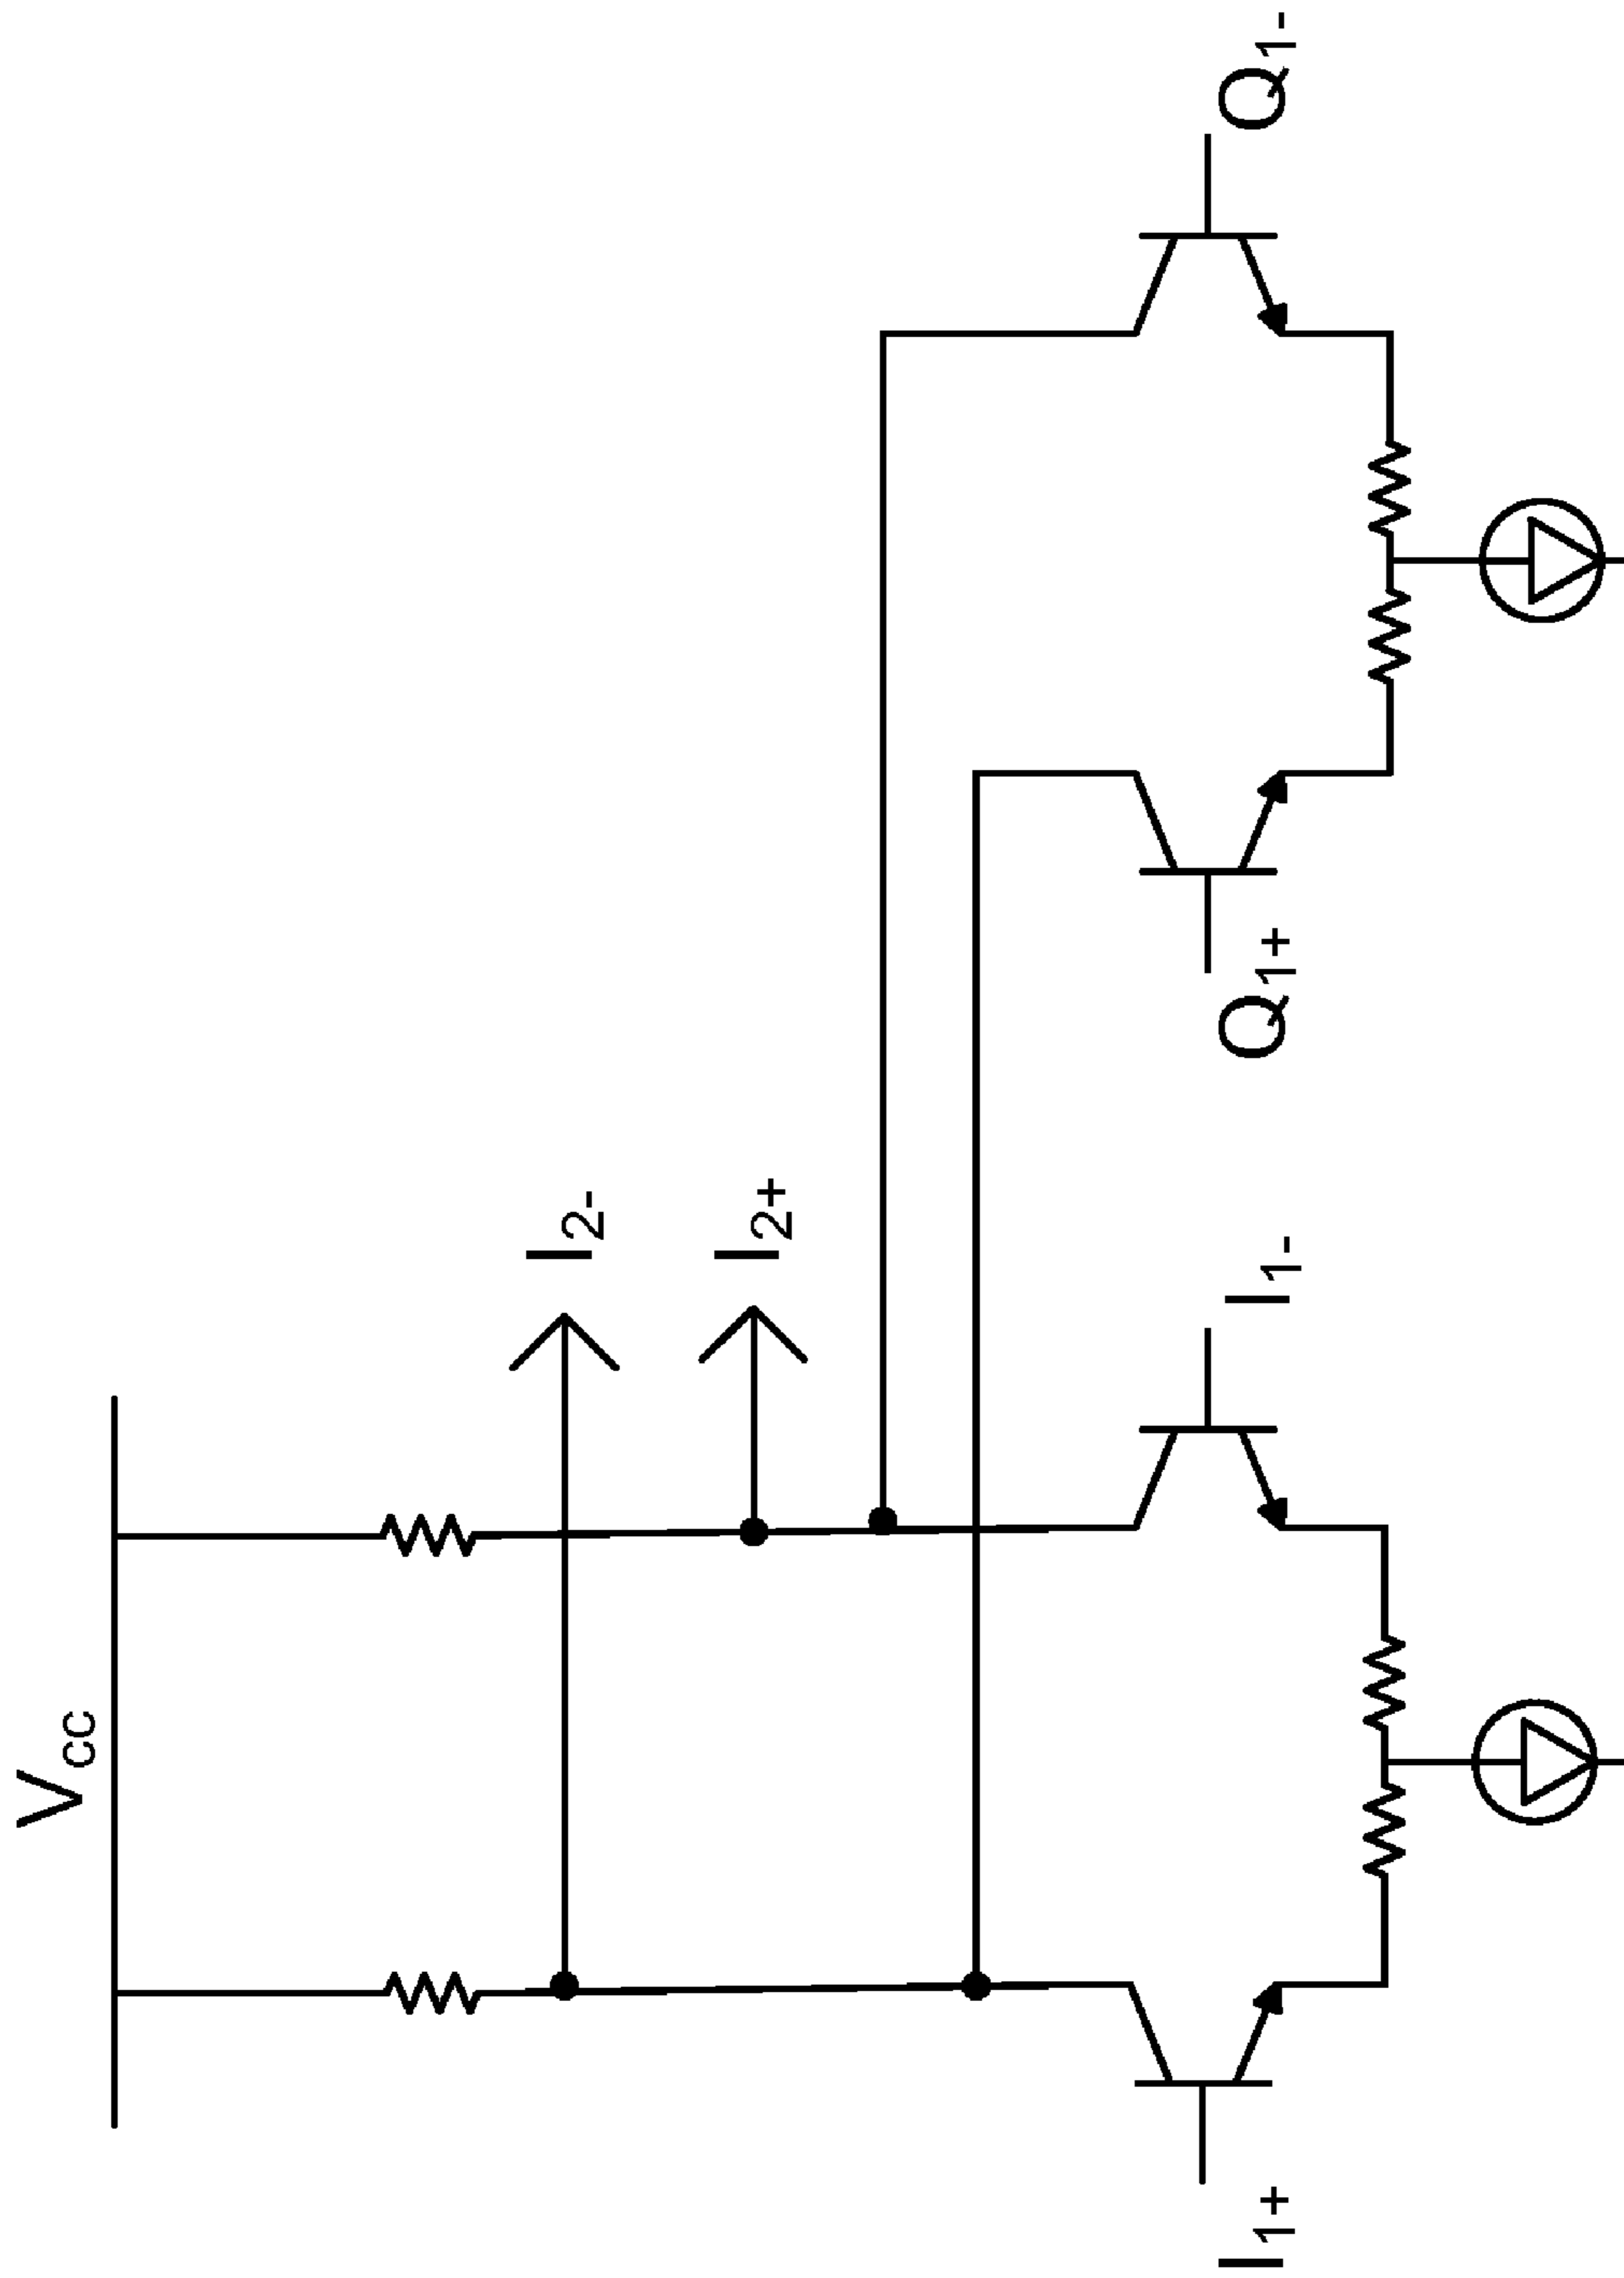 Vcc
I2-
I2+
I1+
I1-
Q1+
Q1-